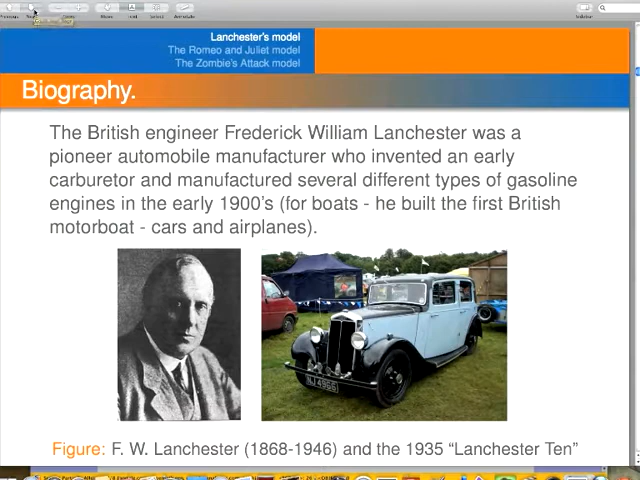 Lanchester's model
The Romeo and Juliet model
The Zombie's Attack model
Biography.
The British engineer Frederick William Lanchester was a
pioneer automobile manufacturer who invented an early
carburetor and manufactured several different types of gasoline
engines in the early 1900's (for boats - he built the first British
motorboat - cars and airplanes).
NJ 4966
Figure: F. W. Lanchester (1868-1946) and the 1935 “Lanchester Ten”